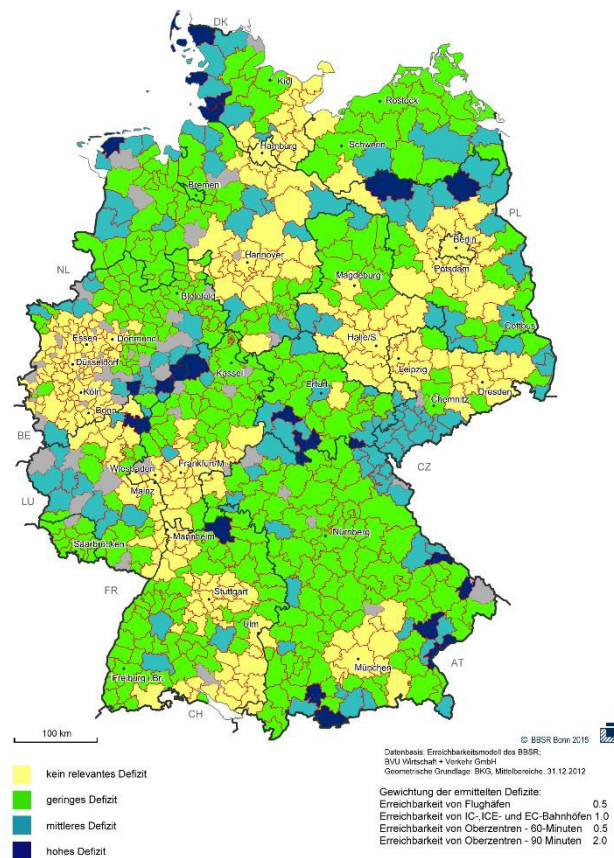 DK
Kiel
Rostock
Hamburg
Schwerin
Bremen
PL
Berlin
Hannover
Potsdam
NL
Magdeburg
Bielefeld
Cottbus
Essen
Dortmund
Halle/S.
Düsseldorf
Kassel
Leipzig
Köln
Erfurt
Dresden
Bonn
Chemnitz
BE
Wiesbaden
Frankfurt/M.
CZ
LU
Mainz
Mannheim
Nürnberg
Saarbrücken
FR
Stuttgart
Ulm
München
AT
Freiburg i.Br.
CH
100 km
© BBSR Bonn 2015
Datenbasis: Erreichbarkeitsmodell des BBSR;
BVU Wirtschaft + Verkehr GmbH
Geometrische Grundlage: BKG, Mittelbereiche. 31.12.2012
kein relevantes Defizit
geringes Defizit
mittleres Defizit
hohes Defizit
Gewichtung der ermittelten Defizite:
Erreichbarkeit von Flughäfen 0.5
Erreichbarkeit von IC-,ICE- und EC-Bahnhöfen 1.0
Erreichbarkeit von Oberzentren - 60-Minuten 0.5
Erreichbarkeit von Oberzentren - 90 Minuten 2.0